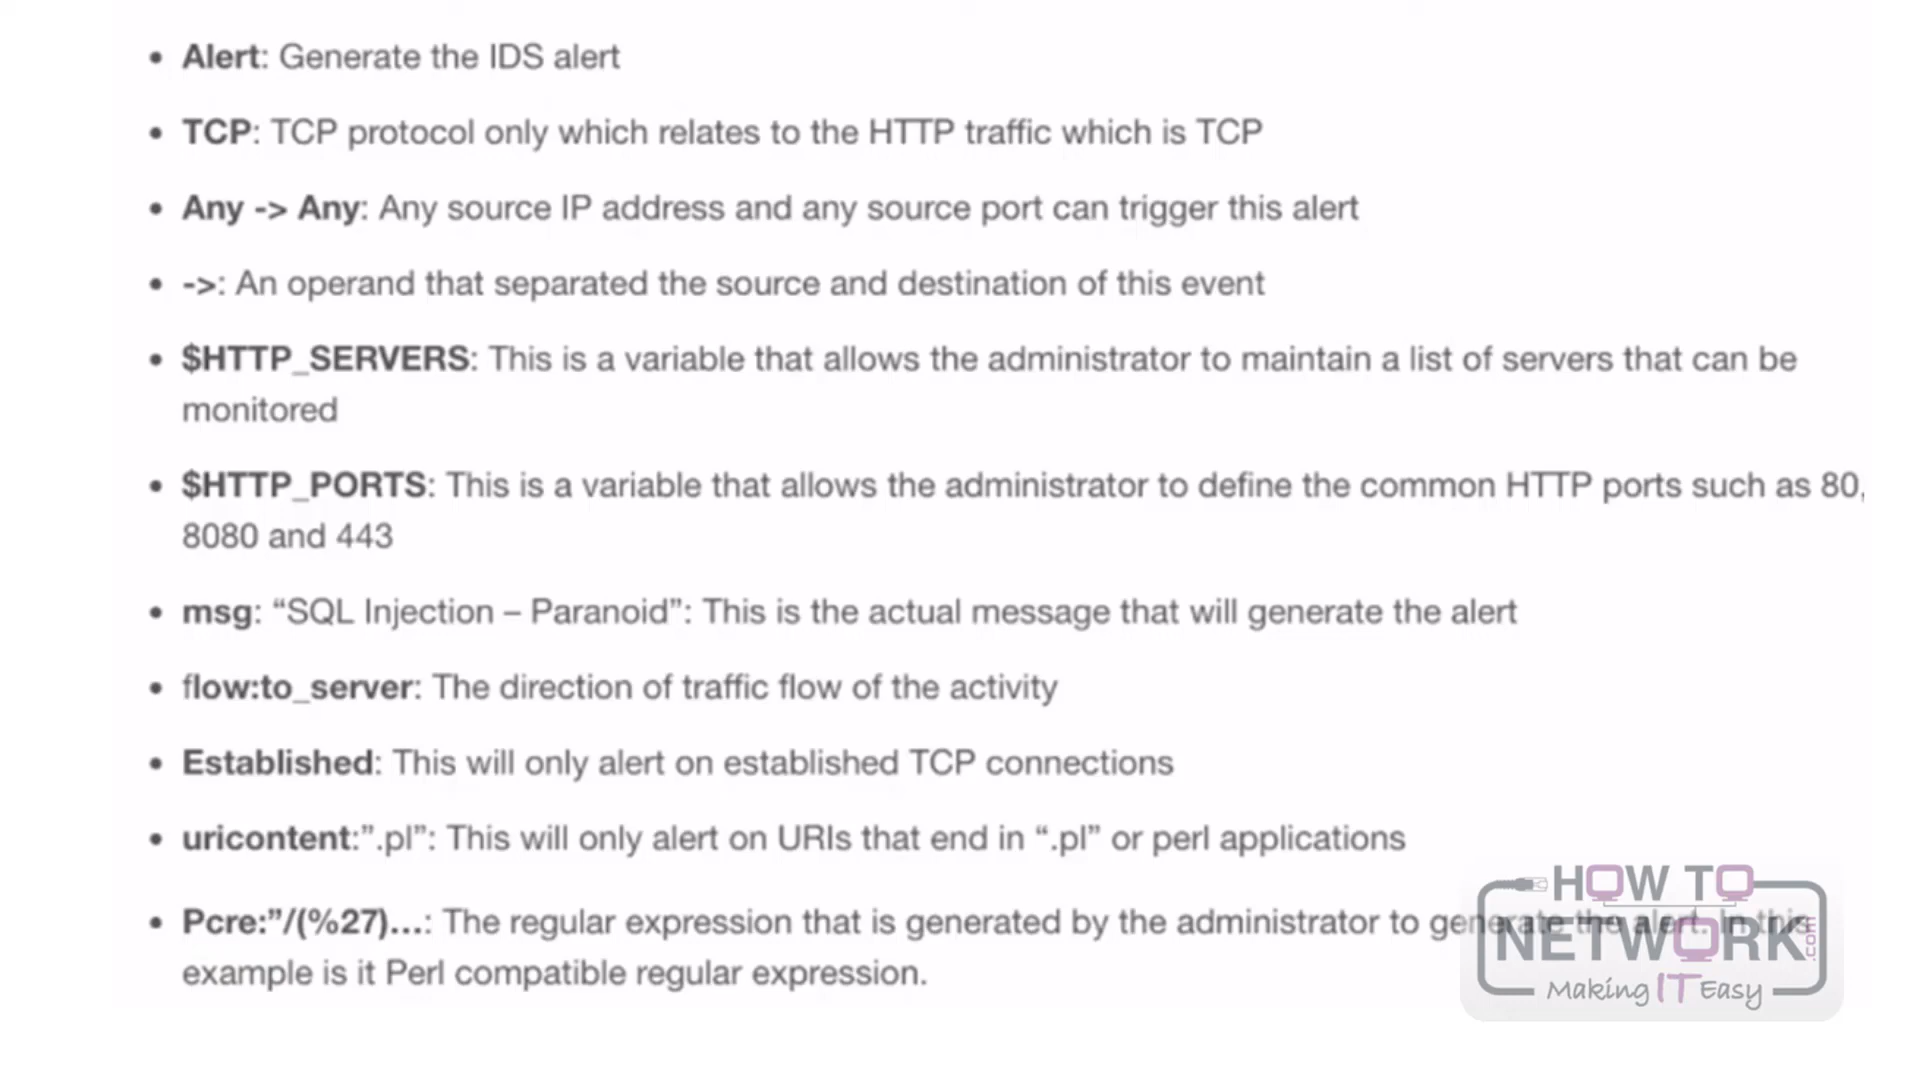 • Alert: Generate the IDS alert
• TCP: TCP protocol only which relates to the HTTP traffic which is TCP
• Any -> Any: Any source IP address and any source port can trigger this alert
• ->: An operand that separated the source and destination of this event
• $HTTP_SERVERS: This is a variable that allows the administrator to maintain a list of servers that can be
monitored
• $HTTP_PORTS: This is a variable that allows the administrator to define the common HTTP ports such as 80,
8080 and 443
• msg: “SQL Injection – Paranoid”: This is the actual message that will generate the alert
• flow:to_server: The direction of traffic flow of the activity
• Established: This will only alert on established TCP connections
• uricontent:”.pl”: This will only alert on URIs that end in “.pl” or perl applications
• Pcre:”/(%27)...: The regular expression that is generated by the administrator to generate the alert. In this
example is it Perl compatible regular expression.
HOW TO
NETWORK.com
Making IT Easy